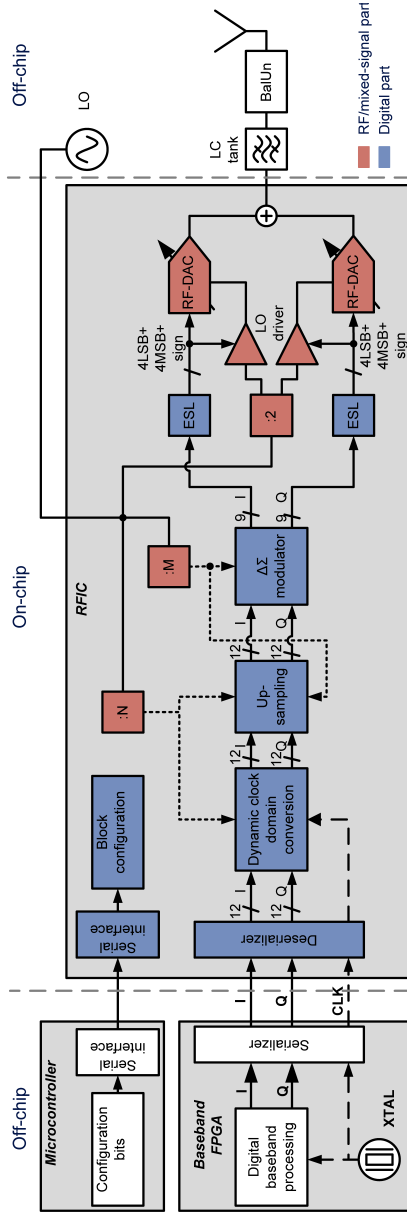 Off-chip
On-chip
Off-chip
Microcontroller
Configuration
bits
Serial
interface
Baseband
FPGA
Digital
baseband
processing
I
Q
Serializer
XTAL
I
Q
CLK
RFIC
Serial
interface
Block
configuration
Deserializer
12
I
12
Q
Dynamic clock
domain
conversion
12
I
12
Q
:N
Up-
sampling
12
I
12
Q
:M
ΔΣ
modulator
9
I
9
Q
ESL
ESL
4LSB+
4MSB+
sign
4LSB+
4MSB+
sign
:2
LO
driver
RF-DAC
RF-DAC
LO
LC
tank
BalUn
RF/mixed-signal part
Digital part